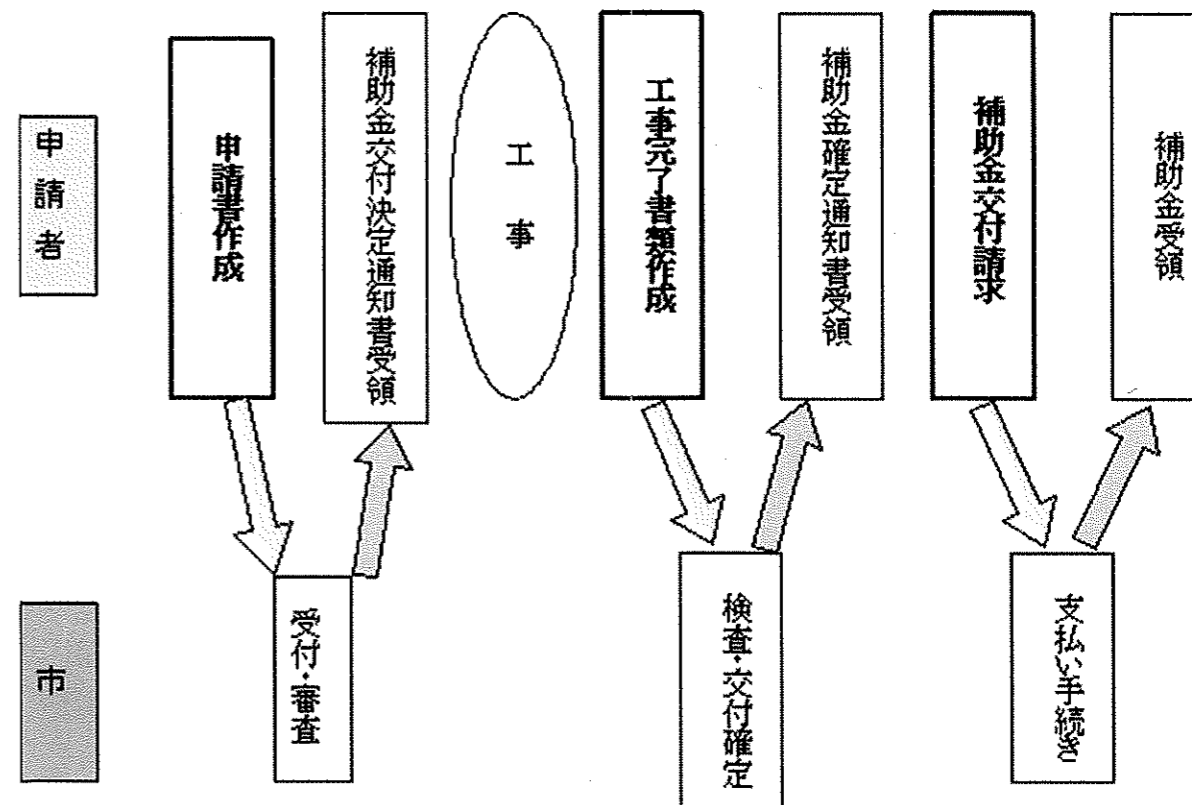 申請者
申請書作成
補助金交付決定通知書受領
工事
工事完了書類作成
補助金確定通知書受領
補助金交付請求
補助金受領
市
受付・審査
検査・交付確定
支払い手続き